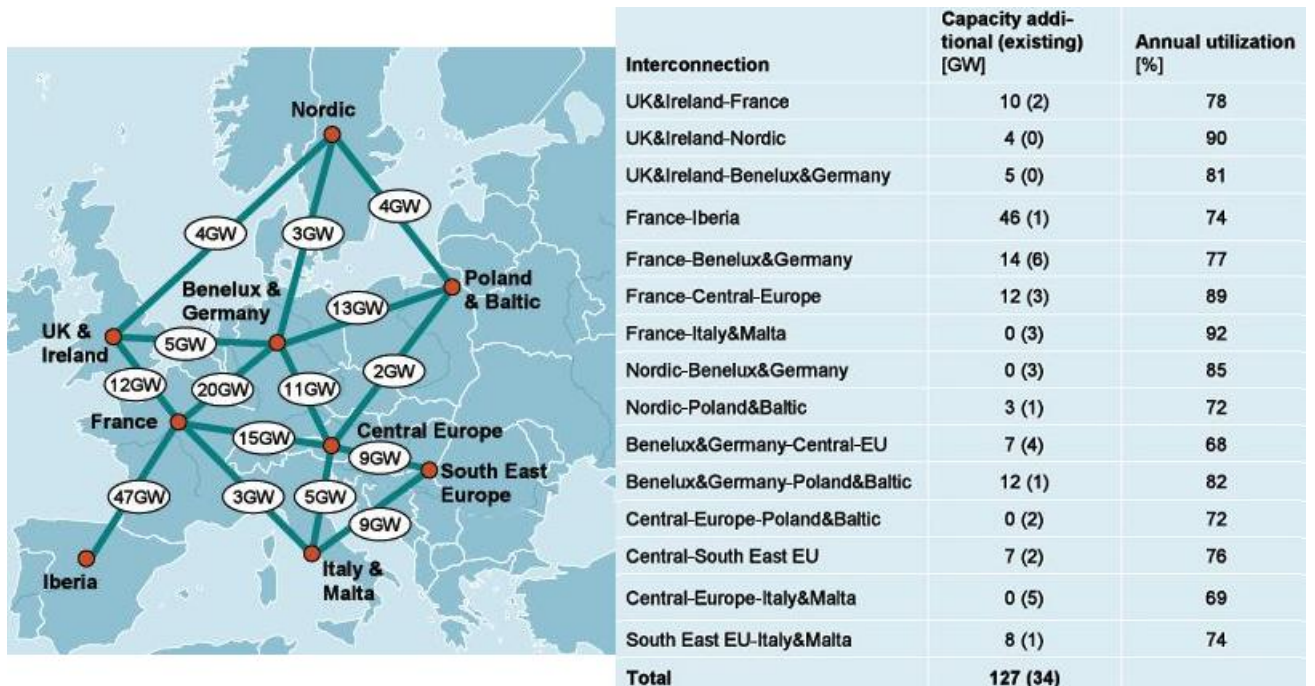 Nordic
4GW
4GW
3GW
Poland
& Baltic
Benelux &
Germany
13GW
UK &
Ireland
5GW
2GW
12GW
20GW
11GW
France
15GW
Central Europe
9GW
South East
Europe
47GW
3GW
5GW
9GW
Iberia
Italy &
Malta
Interconnection Capacity addi-
tional (existing)
[GW] Annual utilization
[%]
UK&Ireland-France 10 (2) 78
UK&Ireland-Nordic 4 (0) 90
UK&Ireland-Benelux&Germany 5 (0) 81
France-Iberia 46 (1) 74
France-Benelux&Germany 14 (6) 77
France-Central-Europe 12 (3) 89
France-Italy&Malta 0 (3) 92
Nordic-Benelux&Germany 0 (3) 85
Nordic-Poland&Baltic 3 (1) 72
Benelux&Germany-Central-EU 7 (4) 68
Benelux&Germany-Poland&Baltic 12 (1) 82
Central-Europe-Poland&Baltic 0 (2) 72
Central-South East EU 7 (2) 76
Central-Europe-Italy&Malta 0 (5) 69
South East EU-Italy&Malta 8 (1) 74
Total 127 (34)